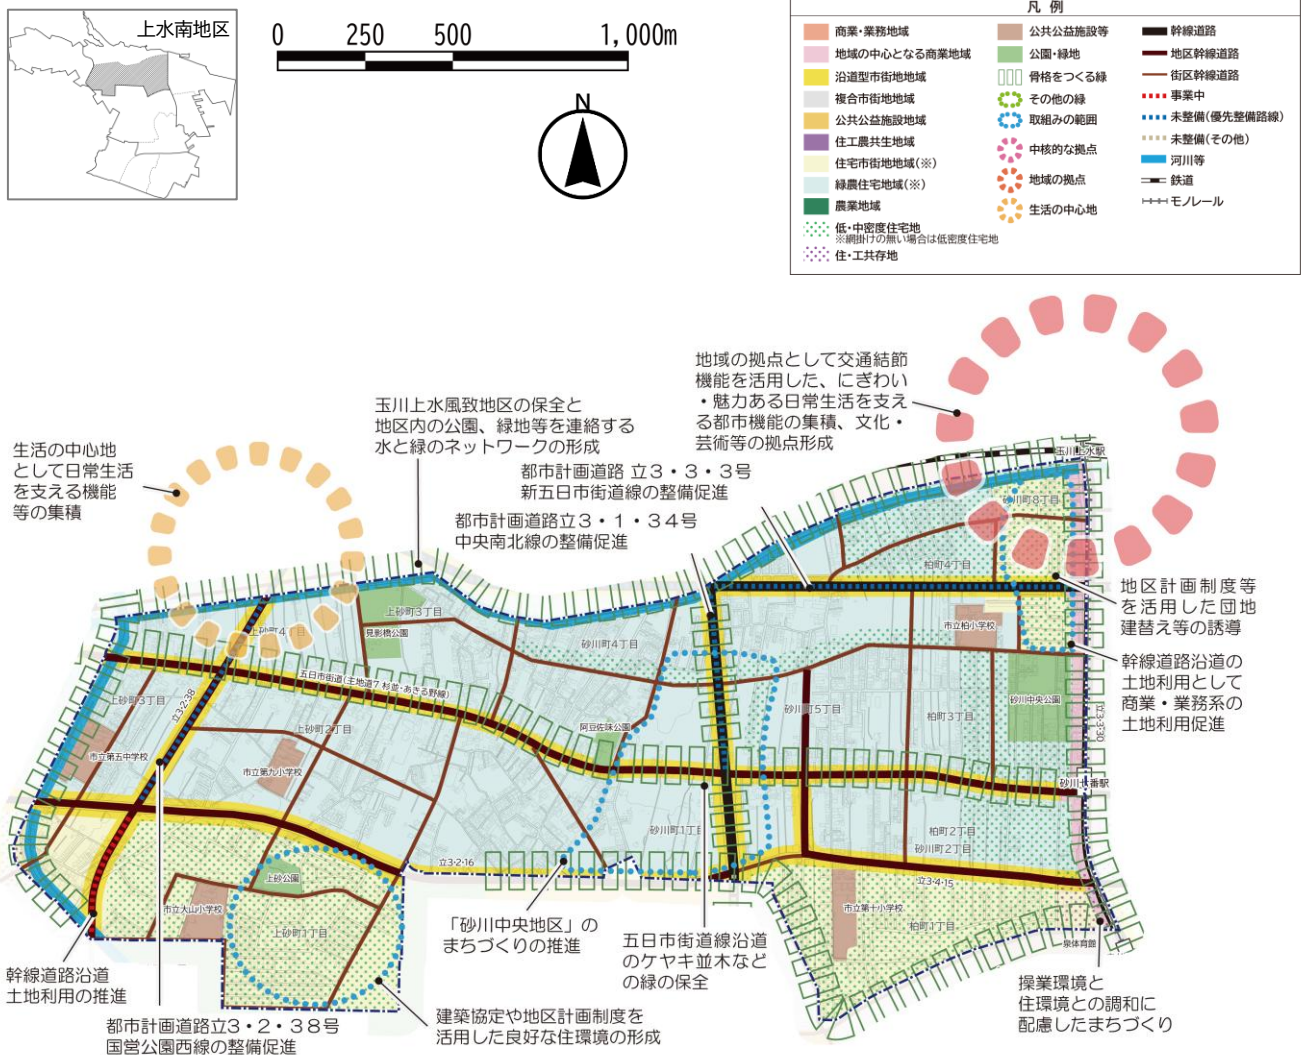 上水南地区
0 250 500 1,000m
N
凡 例
商業・業務地域
地域の中心となる商業地域
沿道型市街地地域
複合市街地地域
公共公益施設地域
住工農共生地域
住宅市街地地域(※)
緑農住宅地域(※)
農業地域
低・中密度住宅地
※網掛けの無い場合は低密度住宅地
住・工共存地
公共公益施設等
公園・緑地
骨格をつくる緑
その他の緑
取組みの範囲
中核的な拠点
地域の拠点
生活の中心地
幹線道路
地区幹線道路
街区幹線道路
事業中
未整備(優先整備路線)
未整備(その他)
河川等
鉄道
モノレール
地域の拠点として交通結節
機能を活用した、にぎわい
・魅力ある日常生活を支え
る都市機能の集積、文化・
芸術等の拠点形成
玉川上水風致地区の保全と
地区内の公園、緑地等を連絡する
水と緑のネットワークの形成
生活の中心地
として日常生活
を支える機能
等の集積
都市計画道路 立3・3・3号
新五日市街道線の整備促進
都市計画道路立3・1・34号
中央南北線の整備促進
玉川上水駅
砂川町8丁目
柏町4丁目
地区計画制度等
を活用した団地
建替え等の誘導
上砂町3丁目
見影橋公園
上砂町4丁目
砂川町4丁目
市立柏小学校
幹線道路沿道の
土地利用として
商業・業務系の
土地利用促進
五日市街道(主地道7 杉並・あきる野線)
上砂町3丁目
立3・2・38
上砂町2丁目
阿豆佐味公園
砂川町5丁目
柏町3丁目
砂川中央公園
立3・3・30
市立第五中学校
市立第九小学校
砂川七番駅
砂川町1丁目
柏町2丁目
砂川町2丁目
立3・2・16
立3・4・15
上砂公園
市立大山小学校
上砂町1丁目
市立第十小学校
柏町1丁目
泉体育館
「砂川中央地区」の
まちづくりの推進
五日市街道線沿道
のケヤキ並木など
の緑の保全
幹線道路沿道
土地利用の推進
操業環境と
住環境との調和に
配慮したまちづくり
都市計画道路立3・2・38号
国営公園西線の整備促進
建築協定や地区計画制度を
活用した良好な住環境の形成